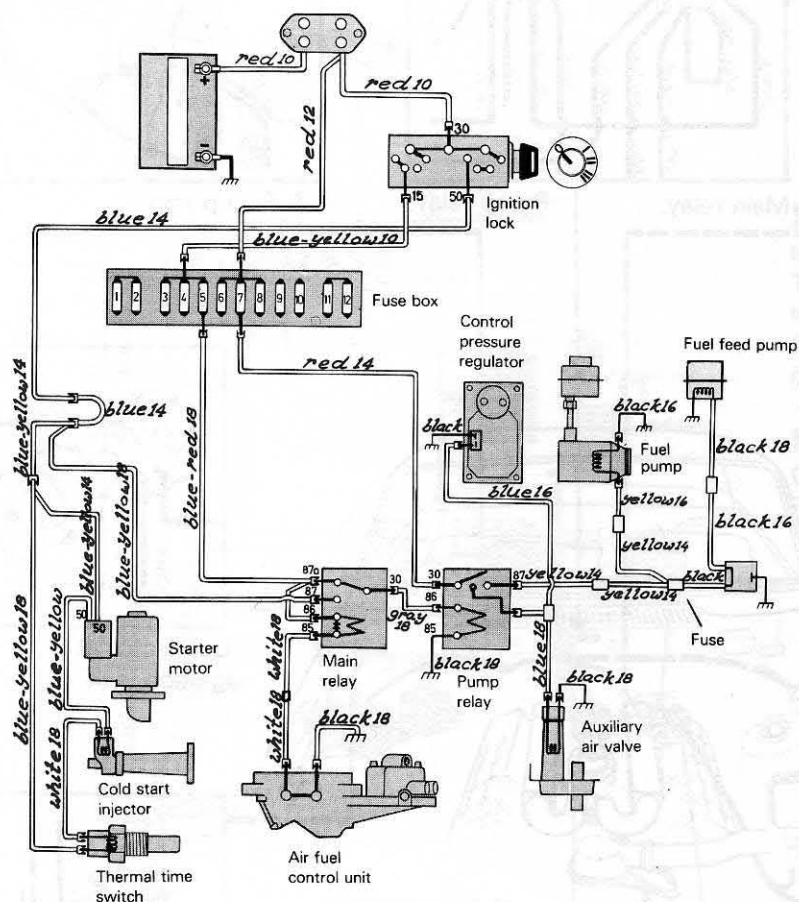 red 10
+
-
red 12
red 10
30
15
50
Ignition
lock
0
I
II
III
blue 14
blue-yellow 10
1
2
3
4
5
6
7
8
9
10
11
12
Fuse box
Control
pressure
regulator
Fuel feed pump
red 14
blue-yellow 14
blue 14
blue-red 18
black
black 16
Fuel
pump
black 18
blue 16
yellow 16
yellow 14
black 16
blue-yellow 14
blue-yellow 18
87a
87
86
85
30
gray
18
30
86
85
87
yellow 14
yellow 14
black
Fuse
blue-yellow
50
50
Starter
motor
white 18
Main
relay
black 18
Pump
relay
blue 18
black 18
Auxiliary
air valve
blue-yellow 18
white 18
black 18
white 18
Cold start
injector
Air fuel
control unit
Thermal time
switch